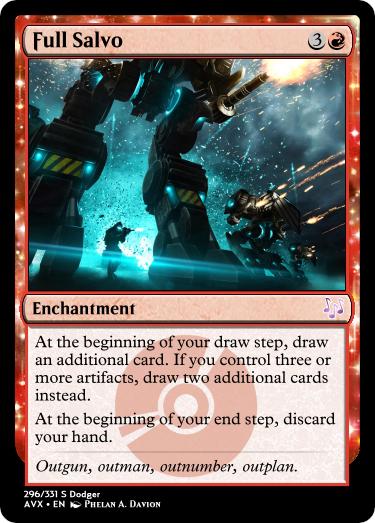 Full Salvo 3
Enchantment
At the beginning of your draw step, draw
an additional card. If you control three or
more artifacts, draw two additional cards
instead.
At the beginning of your end step, discard
your hand.
Outgun, outman, outnumber, outplan.
296/331 S Dodger
AVX • EN Phelan A. Davion